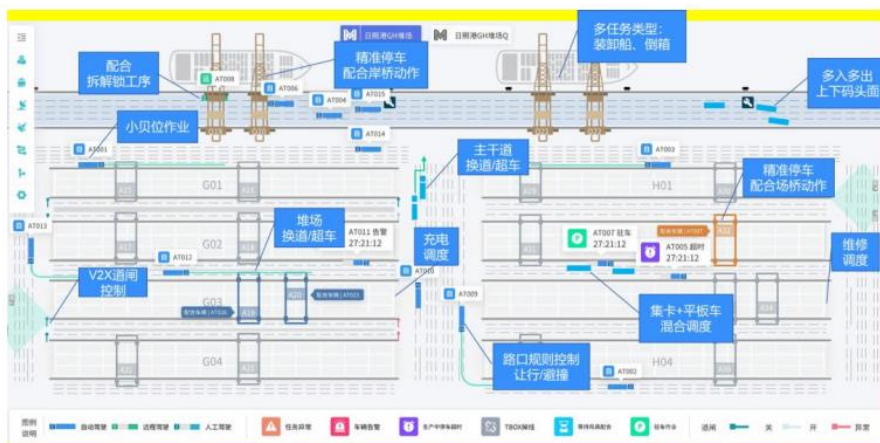 日照港GH堆场
日照港GH堆场Q
多任务类型：
装卸船、倒箱
配合
拆解锁工序
AT008
精准停车
配合岸桥动作
AT006
AT004
AT015
多入多出
上下码头面
小贝位作业
AT001
AT014
主干道
换道/超车
AT003
G01
H01
精准停车
配合场桥动作
AT013
堆场
换道/超车
AT011 告警
27:21:12
充电
调度
AT007 驻车
27:21:12
AT005 超时
27:21:12
维修
调度
G02
AT012
AT010
V2X道闸
控制
G03
AT009
集卡+平板车
混合调度
G04
路口规则控制
让行/避撞
AT002
H04
图例
说明
自动驾驶
远程驾驶
人工驾驶
任务异常
车辆告警
生产中停车超时
TBOX掉线
驻车作业
道闸
关
开
异常